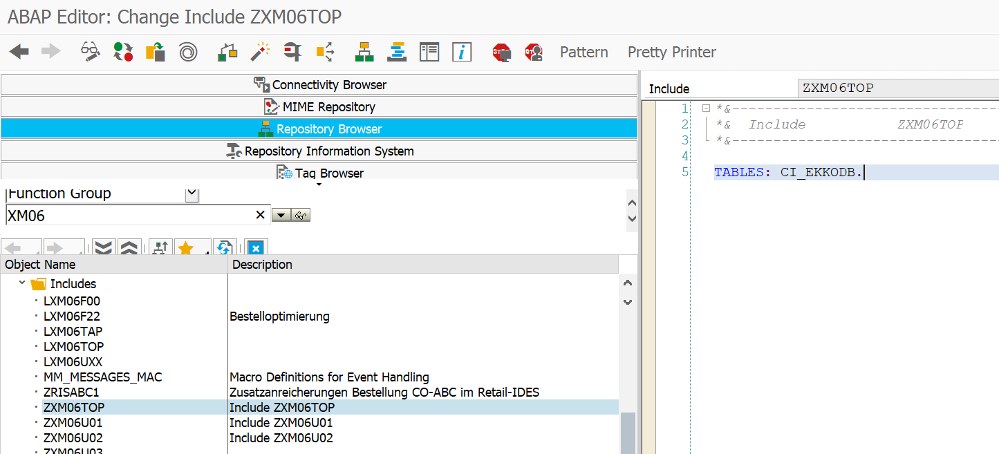 ABAP Editor: Change Include ZXM06TOP
Pattern Pretty Printer
Connectivity Browser
MIME Repository
Repository Browser
Repository Information System
Tag Browser
Function Group
XM06
Object Name Description
Includes
LXM06F00
LXM06F22 Bestelloptimierung
LXM06TAP
LXM06TOP
LXM06UXX
MM_MESSAGES_MAC Macro Definitions for Event Handling
ZRISABC1 Zusatzanreicherungen Bestellung CO-ABC im Retail-IDES
ZXM06TOP Include ZXM06TOP
ZXM06U01 Include ZXM06U01
ZXM06U02 Include ZXM06U02
ZXM06U03
Include ZXM06TOP
1 *&---------------------------------
2 *& Include ZXM06TOP
3 *&---------------------------------
4
5 TABLES: CI_EKKODB.